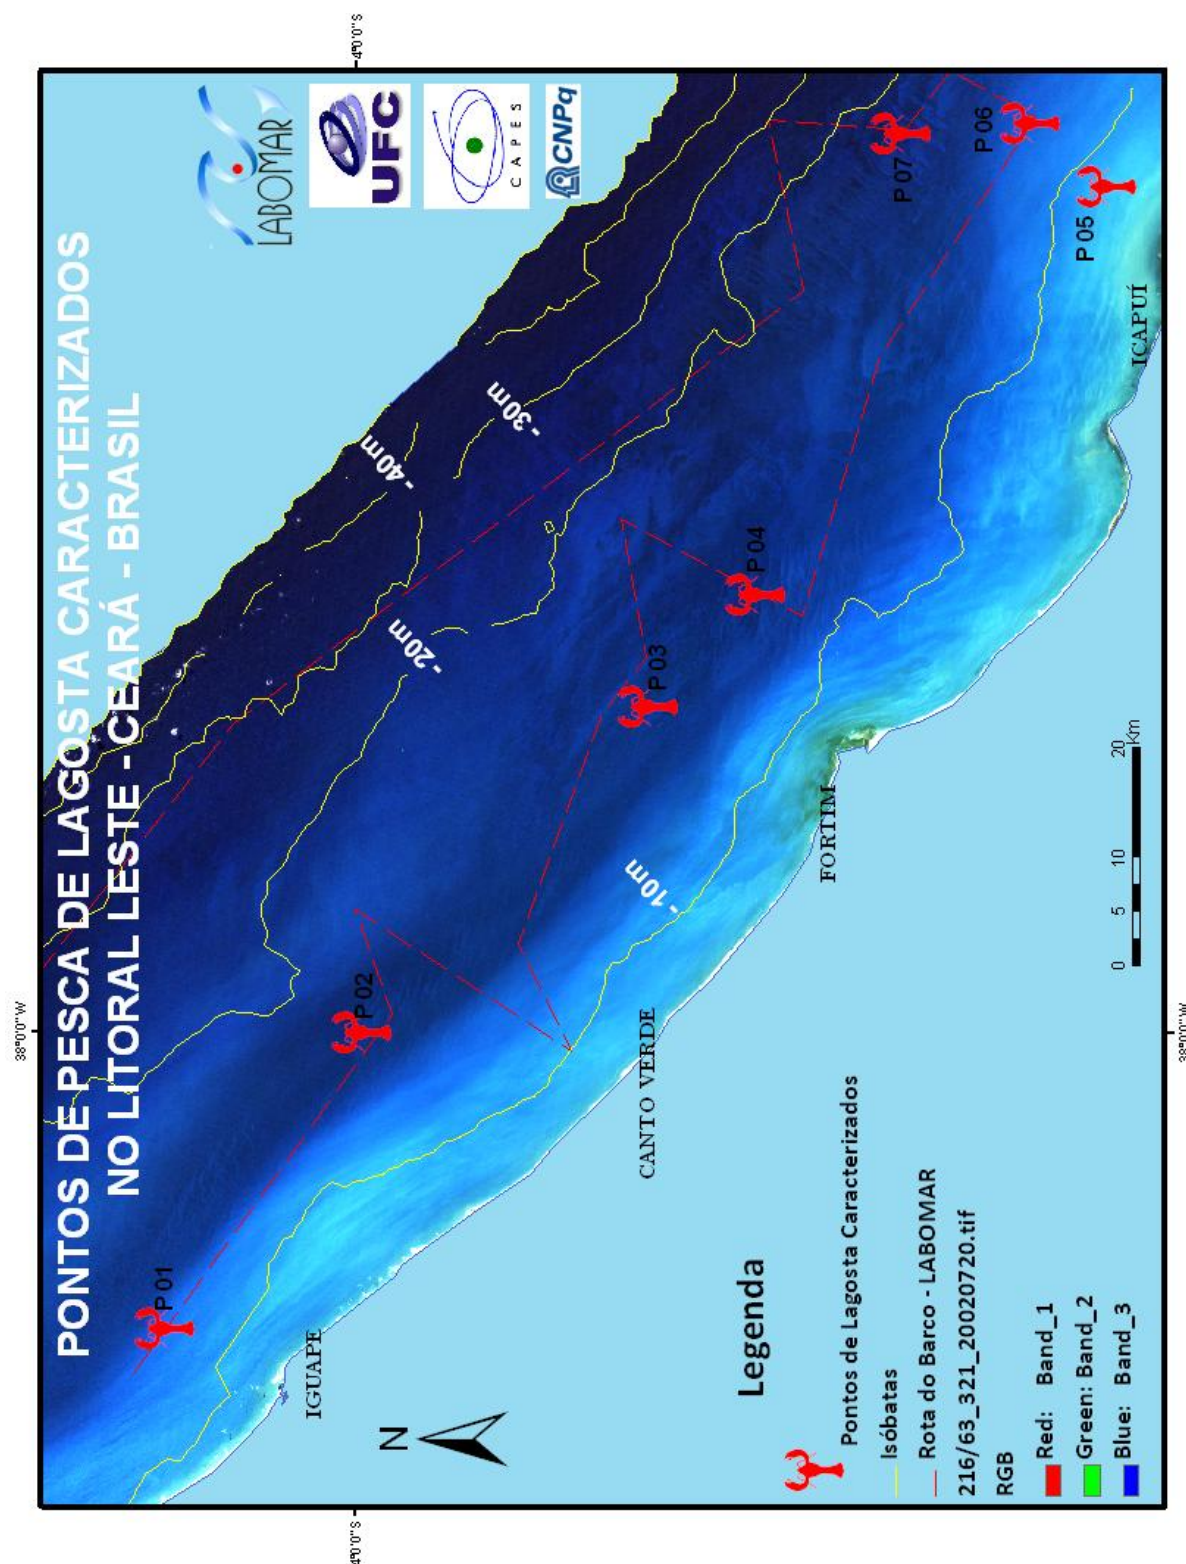 PONTOS DE PESCA DE LAGOSTA CARACTERIZADOS
NO LITORAL LESTE - CEARÁ - BRASIL
38°0'0"W
4°0'0"S
4°0'0"S
38°0'0"W
LABOMAR
UFC
CAPES
CNPq
- 40m
- 30m
- 20m
- 10m
P 01
P 02
P 03
P 04
P 05
P 06
P 07
IGUAPE
CANTO VERDE
FORTIM
ICAPUÍ
N
0 5 10 20
Km
Legenda
Pontos de Lagosta Caracterizados
Isóbatas
Rota do Barco - LABOMAR
216/63_321_20020720.tif
RGB
Red: Band_1
Green: Band_2
Blue: Band_3